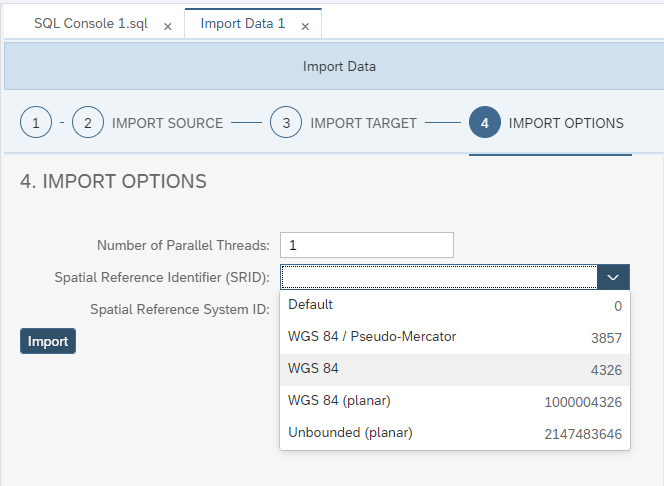 SQL Console 1.sql × Import Data 1 ×
Import Data
1 - 2 IMPORT SOURCE 3 IMPORT TARGET 4 IMPORT OPTIONS
4. IMPORT OPTIONS
Number of Parallel Threads: 1
Spatial Reference Identifier (SRID):
Default 0
Spatial Reference System ID:
WGS 84 / Pseudo-Mercator 3857
Import
WGS 84 4326
WGS 84 (planar) 1000004326
Unbounded (planar) 2147483646